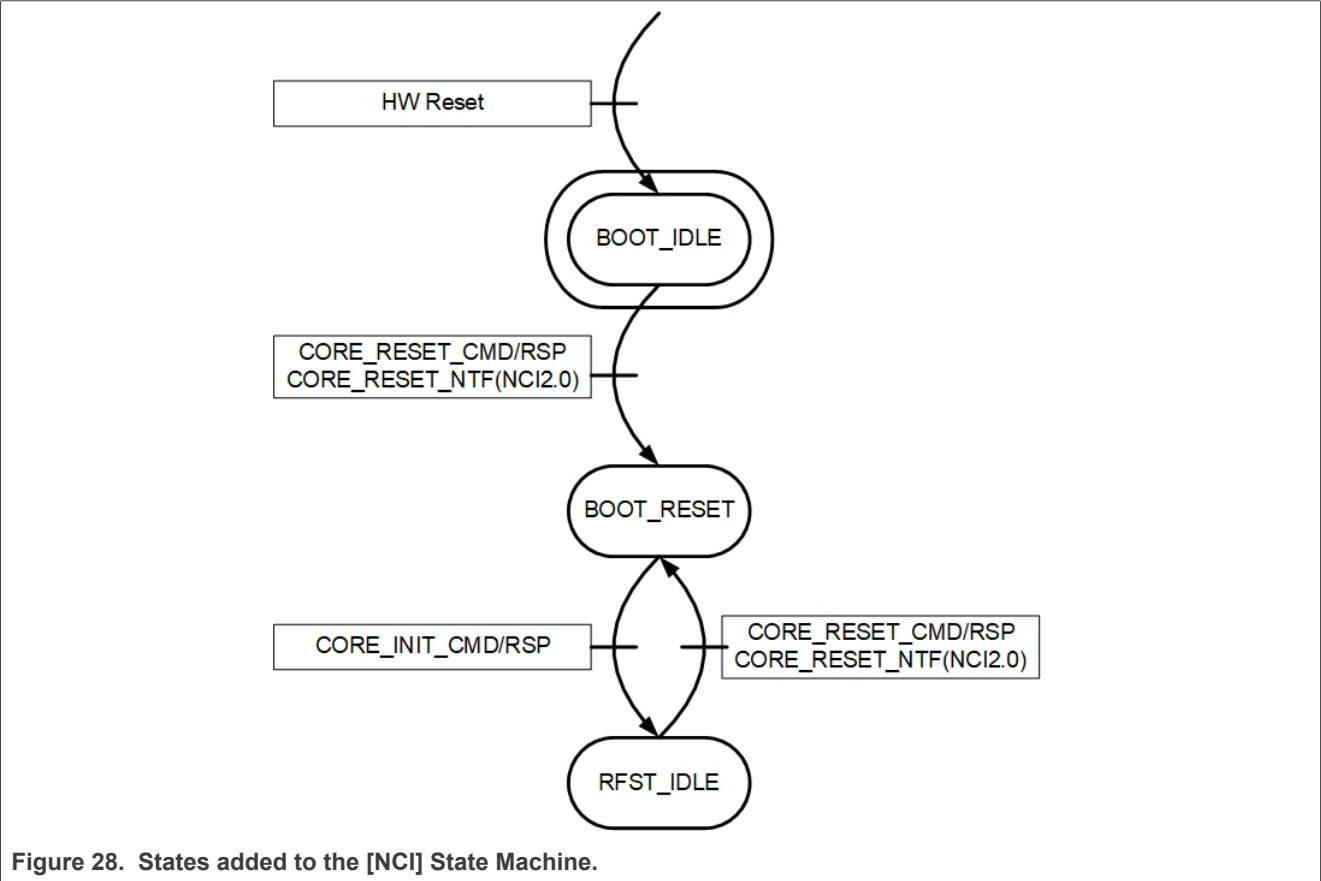 HW Reset
BOOT_IDLE
CORE_RESET_CMD/RSP
CORE_RESET_NTF(NCI2.0)
BOOT_RESET
CORE_INIT_CMD/RSP
CORE_RESET_CMD/RSP
CORE_RESET_NTF(NCI2.0)
RFST_IDLE
Figure 28. States added to the [NCI] State Machine.